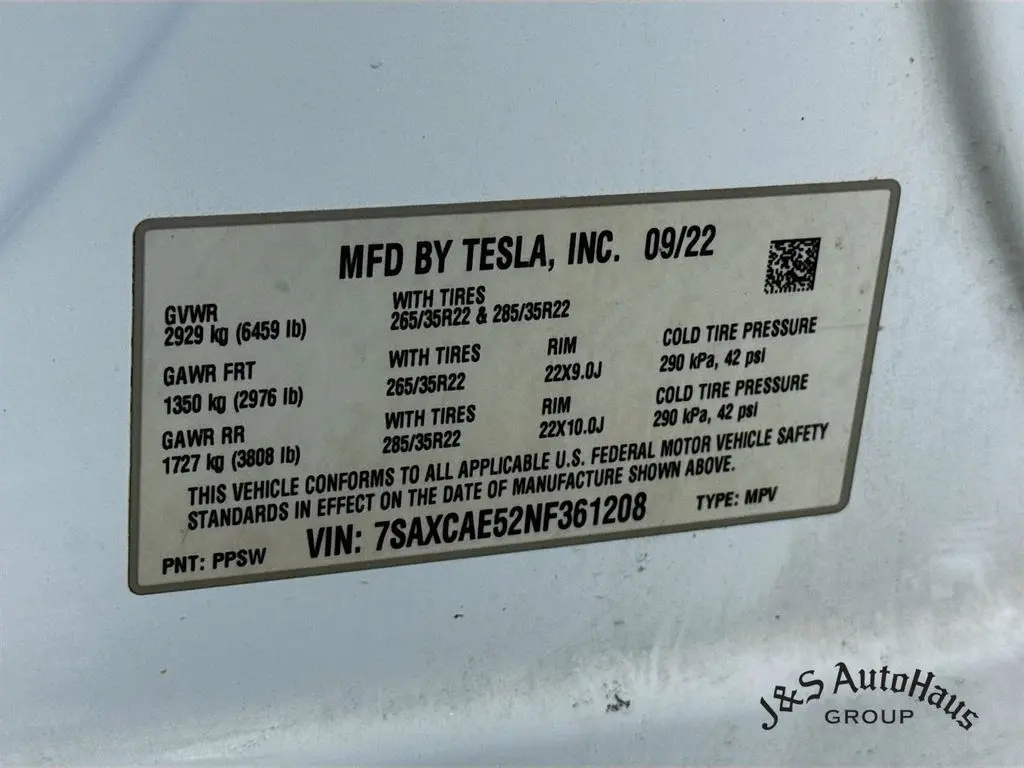 MFD BY TESLA, INC. 09/22
GVWR
2929 kg (6459 lb)
WITH TIRES
265/35R22 & 285/35R22
GAWR FRT
1350 kg (2976 lb)
WITH TIRES
265/35R22
RIM
22X9.0J
COLD TIRE PRESSURE
290 kPa, 42 psi
GAWR RR
1727 kg (3808 lb)
WITH TIRES
285/35R22
RIM
22X10.0J
COLD TIRE PRESSURE
290 kPa, 42 psi
THIS VEHICLE CONFORMS TO ALL APPLICABLE U.S. FEDERAL MOTOR VEHICLE SAFETY
STANDARDS IN EFFECT ON THE DATE OF MANUFACTURE SHOWN ABOVE.
PNT: PPSW
VIN: 7SAXCAE52NF361208
TYPE: MPV
J&S AutoHaus
GROUP